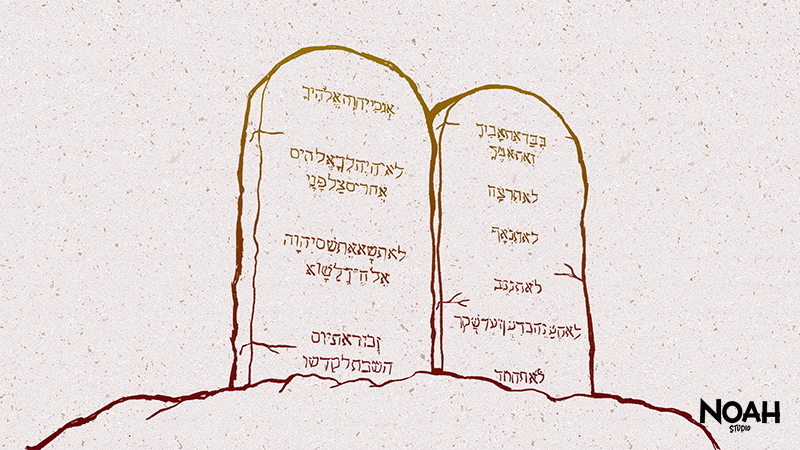 אנכי יהוה אלהיך
לא יהיה לך אלהים
אחרים על פני
לא תשא את שם יהוה
אלהיך לשוא
זכור את יום
השבת לקדשו
כבד את אביך
ואת אמך
לא תרצח
לא תנאף
לא תגנב
לא תענה ברעך עד שקר
לא תחמד
NOAH
STUDIO